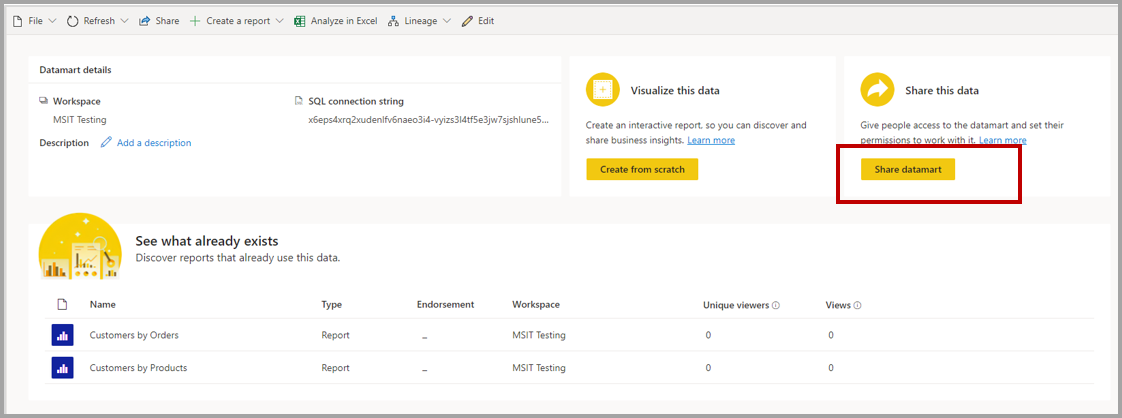 File Refresh Share Create a report Analyze in Excel Lineage Edit
Datamart details
Workspace
MSIT Testing
SQL connection string
x6eps4xrq2xudenlfv6naeo3i4-vyizs3l4tf5e3jw7sjshlune5...
Description Add a description
Visualize this data
Create an interactive report, so you can discover and
share business insights. Learn more
Create from scratch
Share this data
Give people access to the datamart and set their
permissions to work with it. Learn more
Share datamart
See what already exists
Discover reports that already use this data.
Name Type Endorsement Workspace Unique viewers Views
Customers by Orders Report – MSIT Testing 0 0
Customers by Products Report – MSIT Testing 0 0